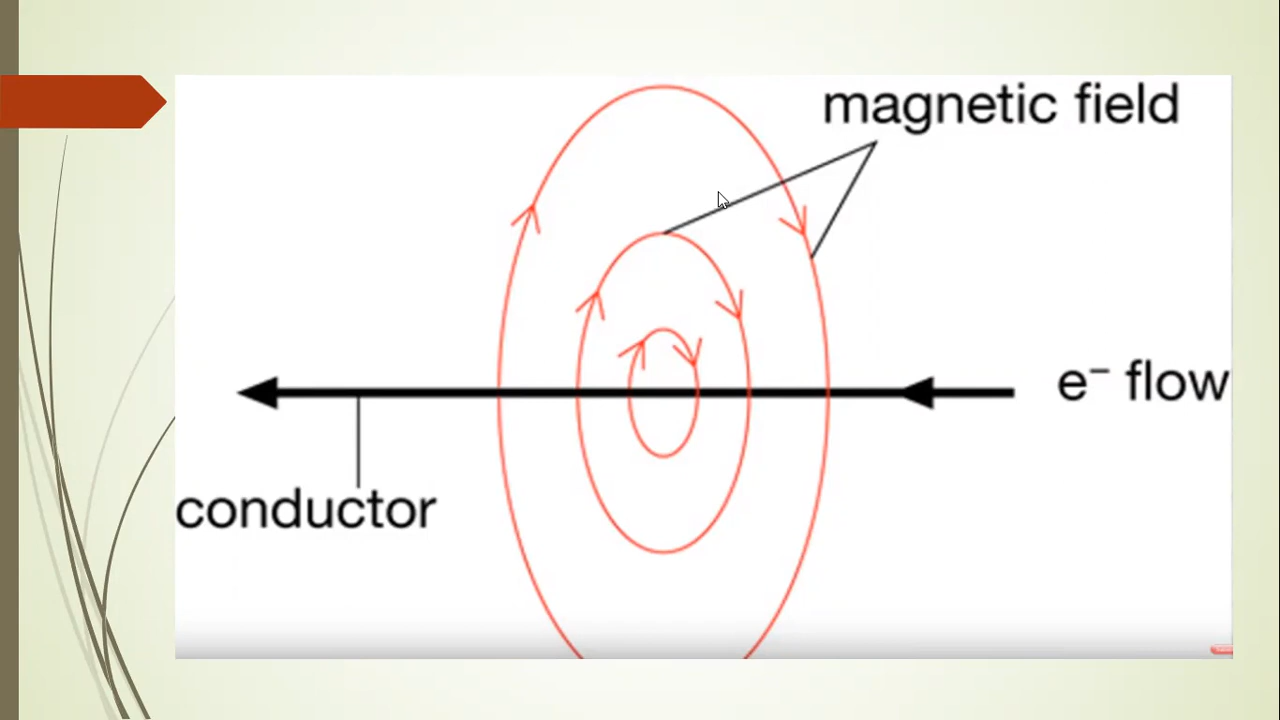 magnetic field
e⁻ flow
conductor